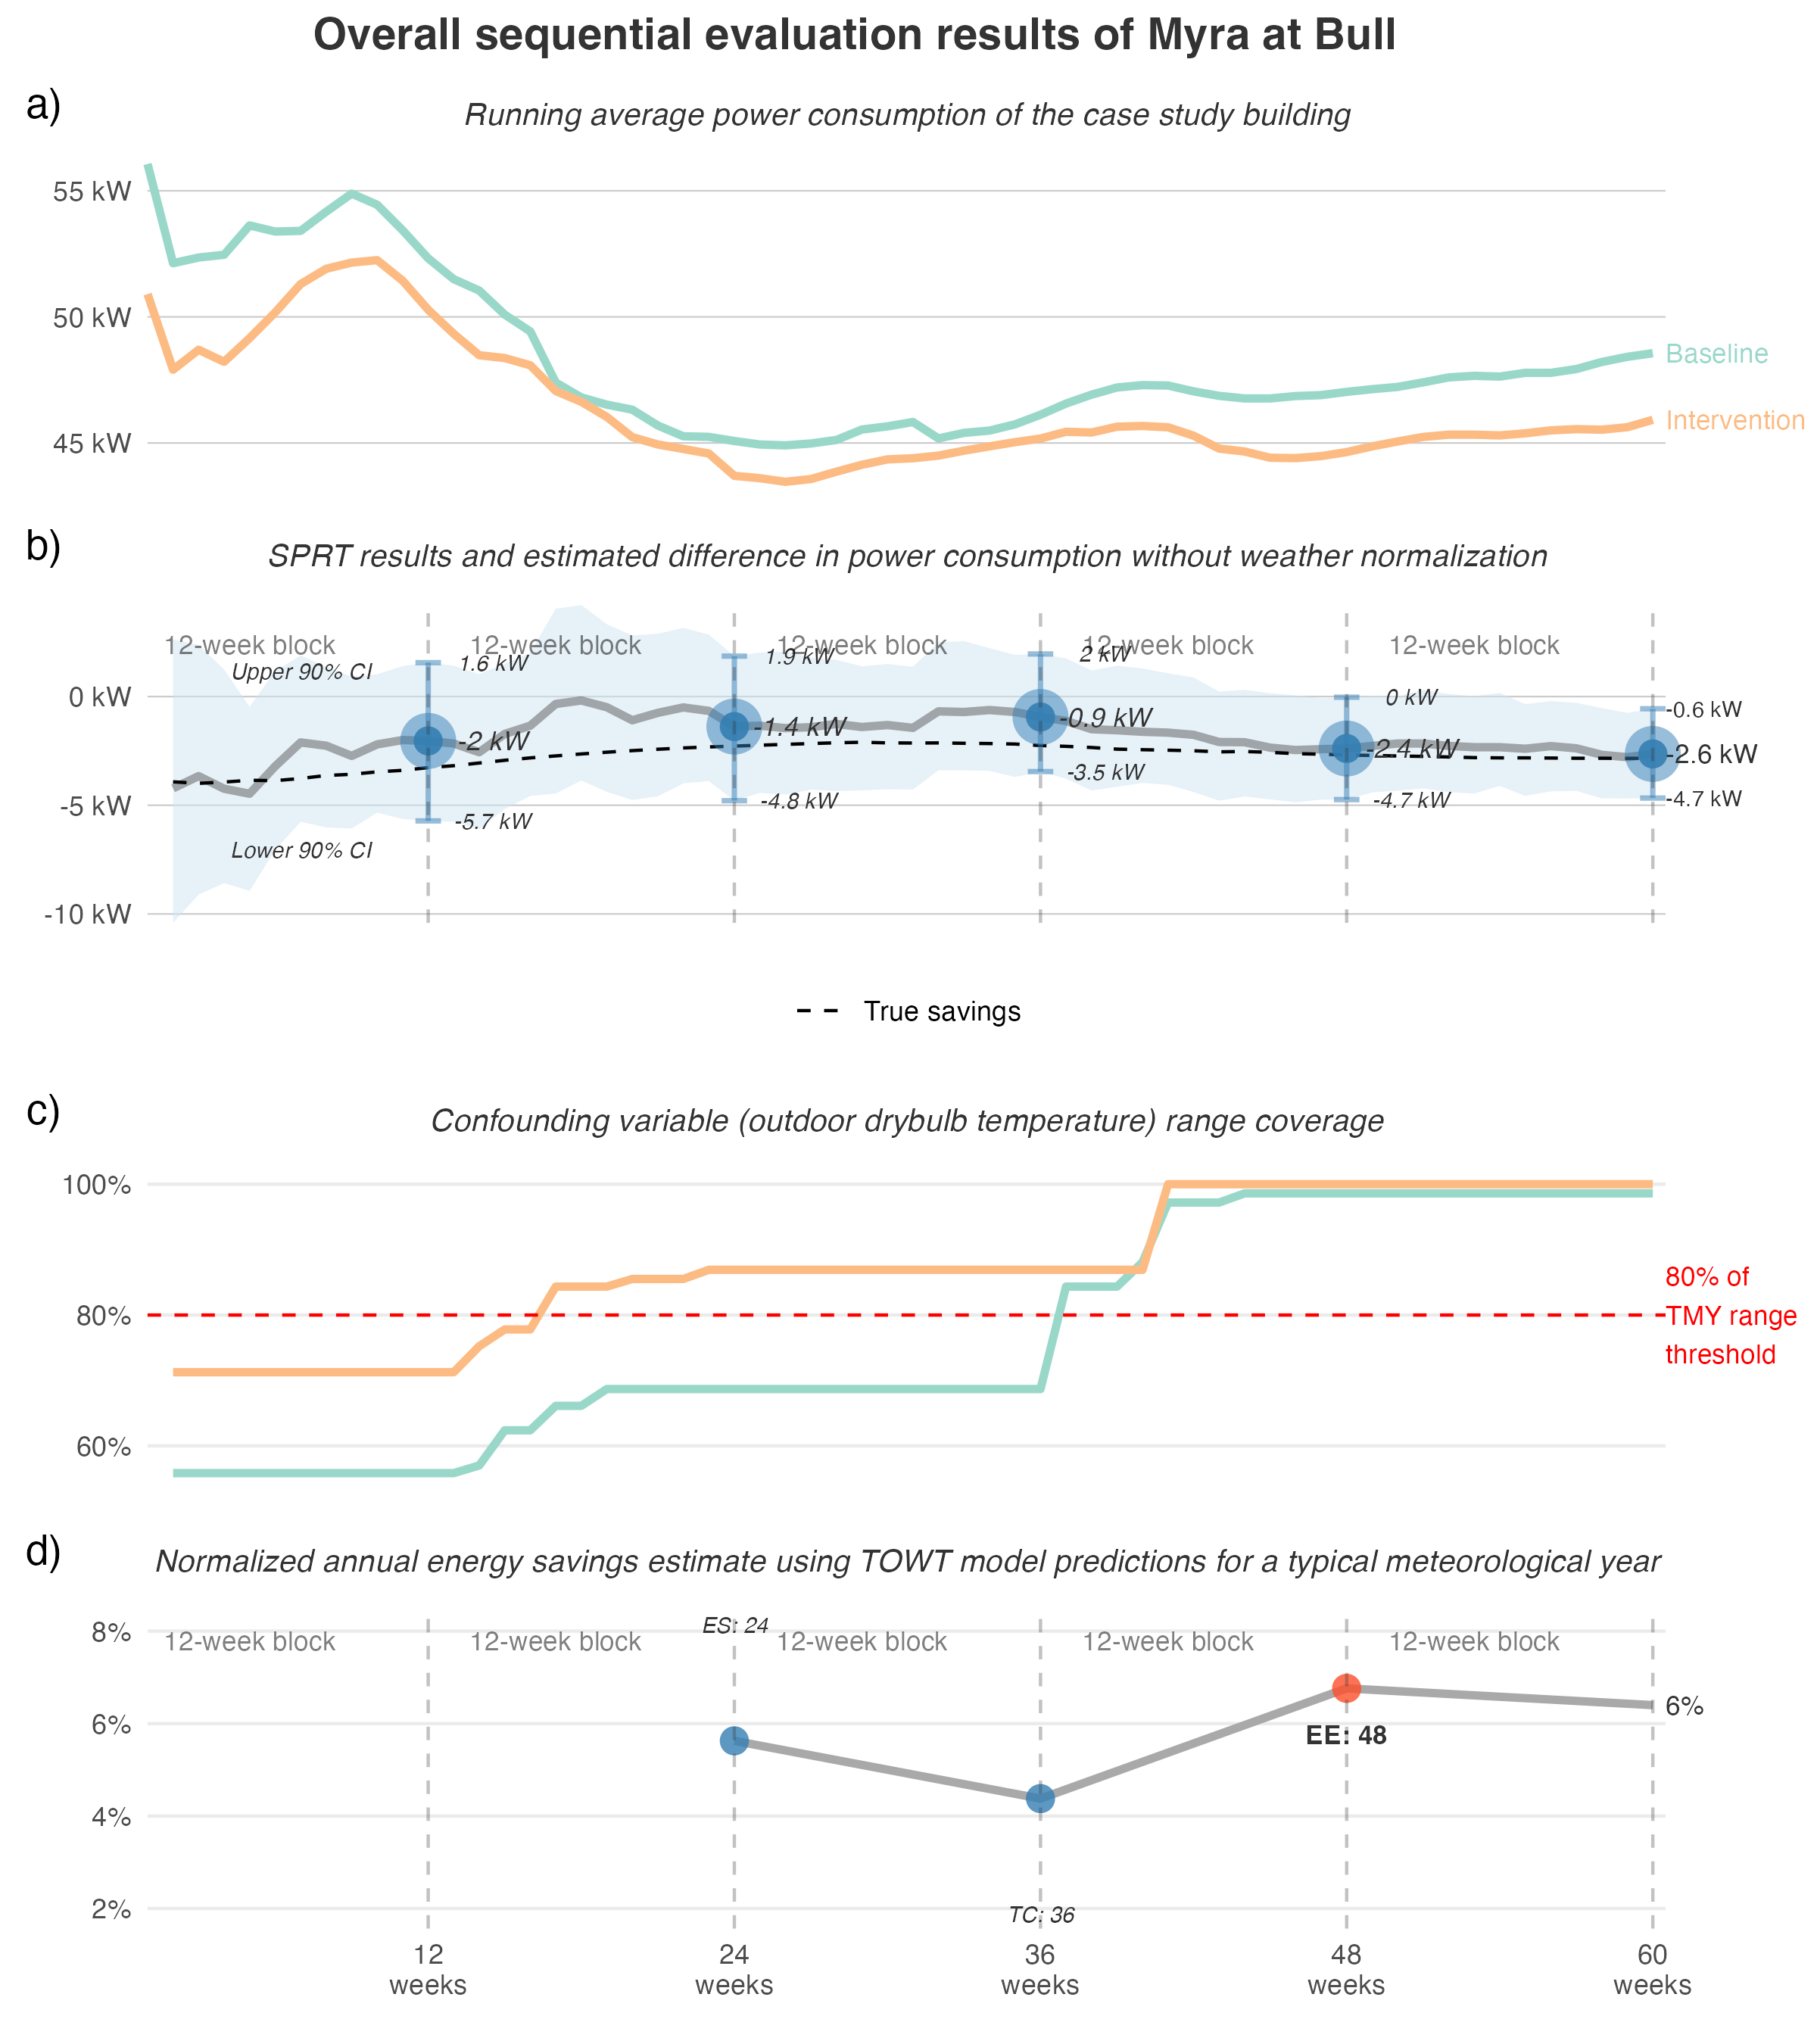 Overall sequential evaluation results of Myra at Bull
a)
Running average power consumption of the case study building
55 kW
50 kW
45 kW
Baseline
Intervention
b)
SPRT results and estimated difference in power consumption without weather normalization
12-week block
12-week block
12-week block
12-week block
12-week block
Upper 90% CI
1.6 kW
1.9 kW
2 kW
0 kW
-0.6 kW
0 kW
-2 kW
-1.4 kW
-0.9 kW
-2.4 kW
-2.6 kW
-5 kW
-5.7 kW
-4.8 kW
-3.5 kW
-4.7 kW
-4.7 kW
Lower 90% CI
-10 kW
True savings
c)
Confounding variable (outdoor drybulb temperature) range coverage
100%
80%
60%
80% of
TMY range
threshold
d)
Normalized annual energy savings estimate using TOWT model predictions for a typical meteorological year
ES: 24
8%
12-week block
12-week block
12-week block
12-week block
12-week block
6%
6%
EE: 48
4%
2%
TC: 36
12
weeks
24
weeks
36
weeks
48
weeks
60
weeks